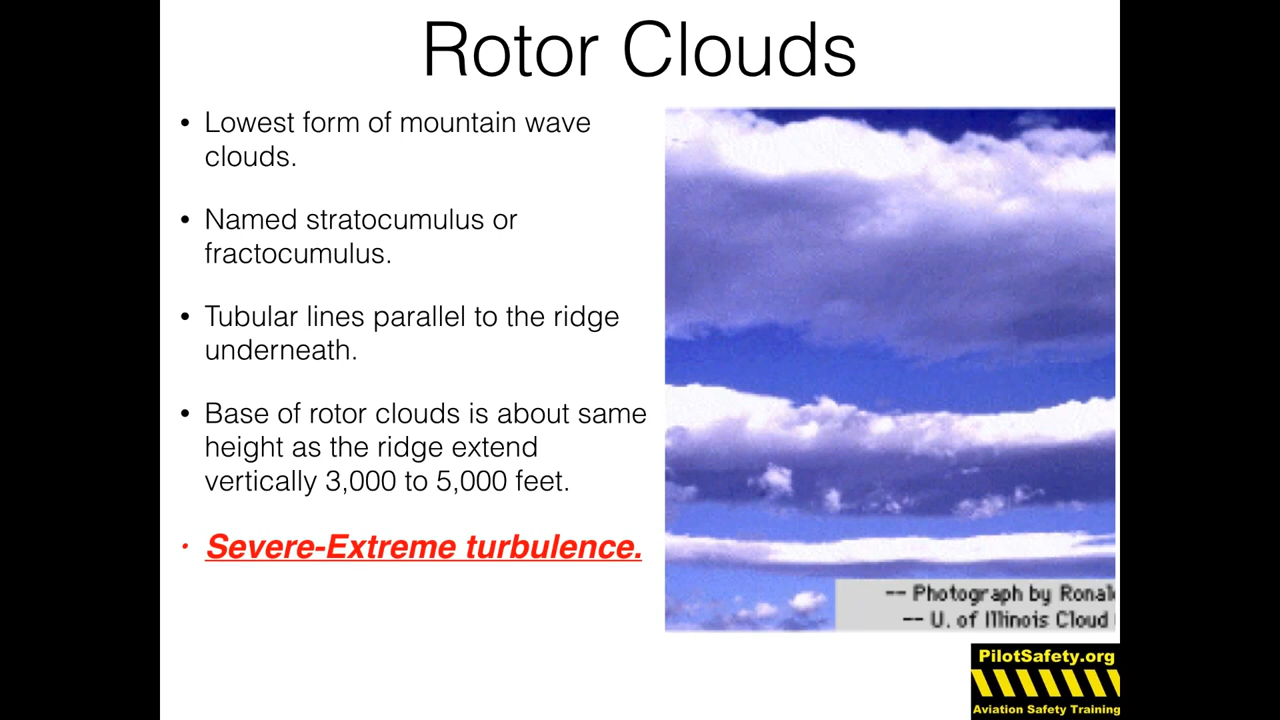 Rotor Clouds
• Lowest form of mountain wave
clouds.
• Named stratocumulus or
fractocumulus.
• Tubular lines parallel to the ridge
underneath.
• Base of rotor clouds is about same
height as the ridge extend
vertically 3,000 to 5,000 feet.
• Severe-Extreme turbulence.
-- Photograph by
-- U. of Illinois Cloud
PilotSafety.org
Aviation Safety Training